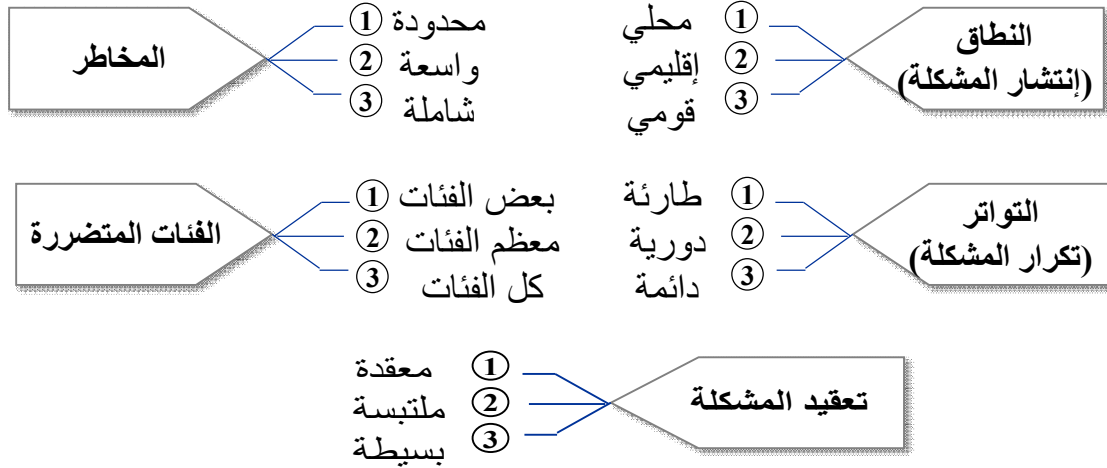 النطاق
(إنتشار المشكلة)
① محلي
② إقليمي
③ قومي
المخاطر
① محدودة
② واسعة
③ شاملة
التواتر
(تكرار المشكلة)
① طارئة
② دورية
③ دائمة
الفئات المتضررة
① بعض الفئات
② معظم الفئات
③ كل الفئات
تعقيد المشكلة
① معقدة
② ملتبسة
③ بسيطة